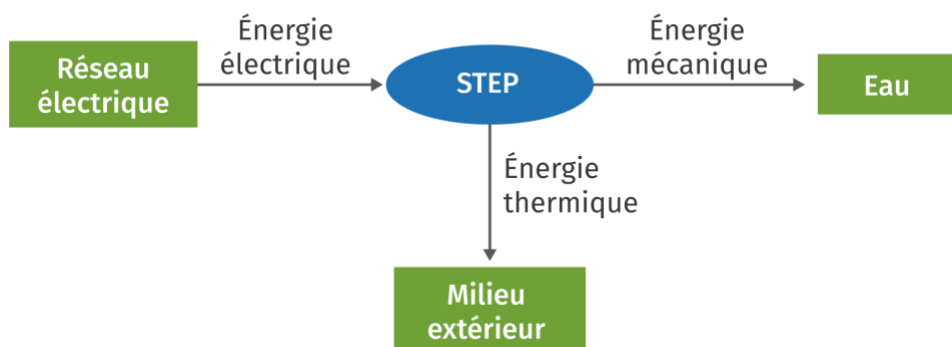 Réseau
électrique
Énergie
électrique
STEP
Énergie
mécanique
Eau
Énergie
thermique
Milieu
extérieur